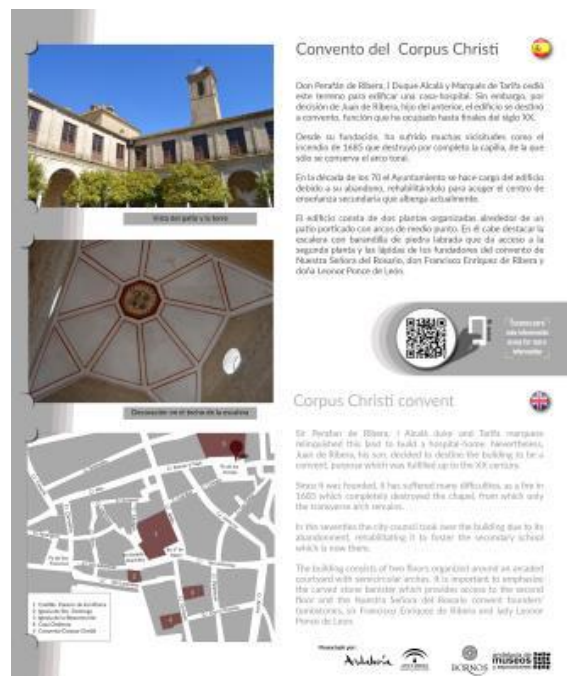 Convento del Corpus Christi
Don Perafán de Ribera, I Duque Alcalá y Marqués de Tarifa cedió
este terreno para edificar una casa-hospital. Sin embargo, por
decisión de Juan de Ribera, hijo del anterior, el edificio se destinó
a convento, función que ha ocupado hasta finales del siglo XX.
Desde su fundación, ha sufrido muchas vicisitudes como el
incendio de 1685 que destruyó por completo la capilla, de la que
sólo se conserva el arco toral.
En la década de los 70 el Ayuntamiento se hace cargo del edificio
debido a su abandono, rehabilitándolo para acoger el centro de
enseñanza secundaria que alberga actualmente.
El edificio consta de dos plantas organizadas alrededor de un
patio porticado con arcos de medio punto. En él cabe destacar la
escalera con barandilla de piedra labrada que da acceso a la
segunda planta y las lápidas de los fundadores del convento de
Nuestra Señora del Rosario, don Francisco Enríquez de Ribera y
doña Leonor Ponce de León.
Vista del patio y la torre
Decoración en el techo de la escalera
Corpus Christi convent
Sir Perafan de Ribera, I Alcalá duke and Tarifa marquess
relinquished this land to build a hospital-home. Nevertheless,
Juan de Ribera, his son, decided to destine the building to be a
convent, purpose which was fulfilled up to the XX century.
Since it was founded, it has suffered many difficulties, as a fire in
1685 which completely destroyed the chapel, from which only
the transverse arch remains.
In the seventies the city council took over the building due to its
abandonment, rehabilitating it to foster the secondary school
which is now there.
The building consists of two floors organized around an arcaded
courtyard with semicircular arches. It is important to emphasize
the carved stone banister which provides access to the second
floor and the Nuestra Señora del Rosario convent founders'
tombstones, sir Francisco Enríquez de Ribera and lady Leonor
Ponce de León.
Financiado por:
Andalucía
BORNOS
museos